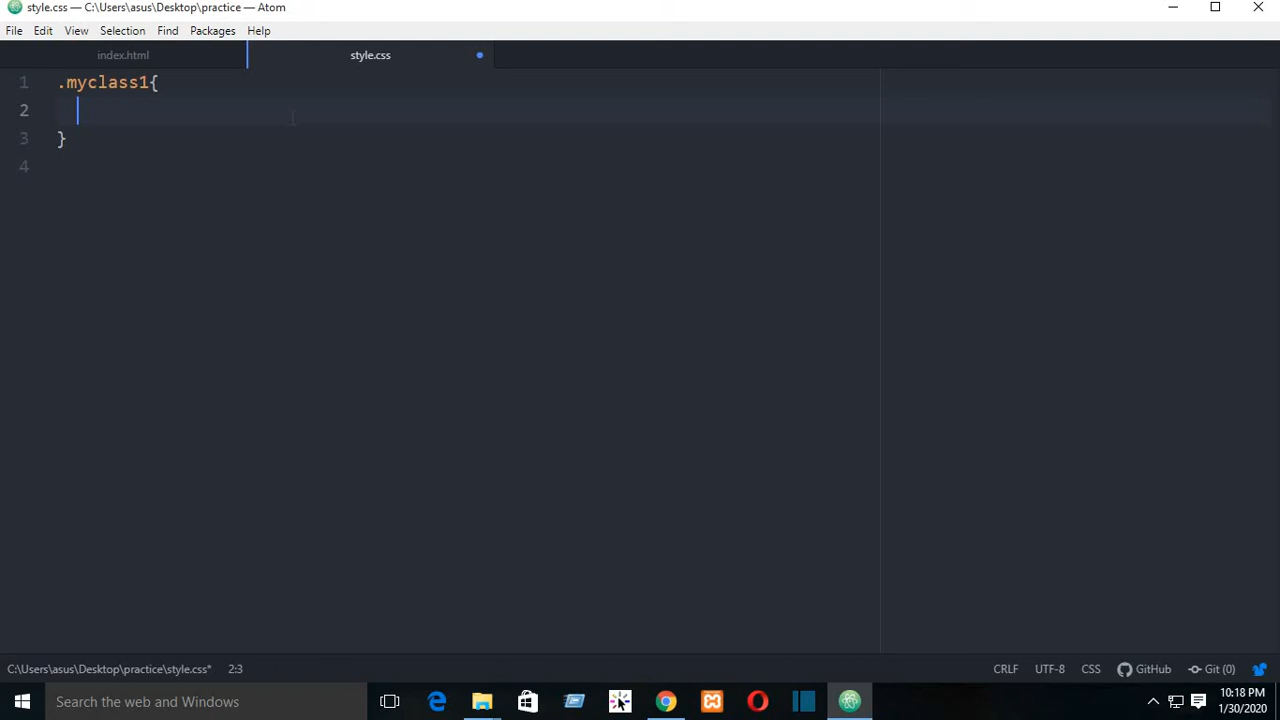 style.css — C:\Users\asus\Desktop\practice — Atom
File Edit View Selection Find Packages Help
index.html style.css
1 .myclass1{
2
3 }
4
C:\Users\asus\Desktop\practice\style.css* 2:3 CRLF UTF-8 CSS GitHub Git (0)
Search the web and Windows
10:18 PM
1/30/2020